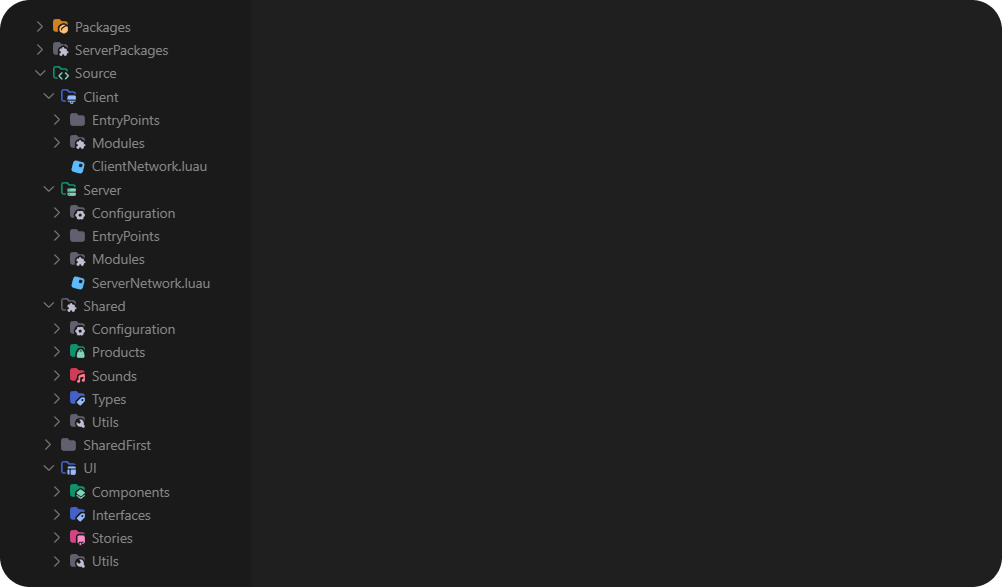 Packages
ServerPackages
Source
Client
EntryPoints
Modules
ClientNetwork.luau
Server
Configuration
EntryPoints
Modules
ServerNetwork.luau
Shared
Configuration
Products
Sounds
Types
Utils
SharedFirst
UI
Components
Interfaces
Stories
Utils